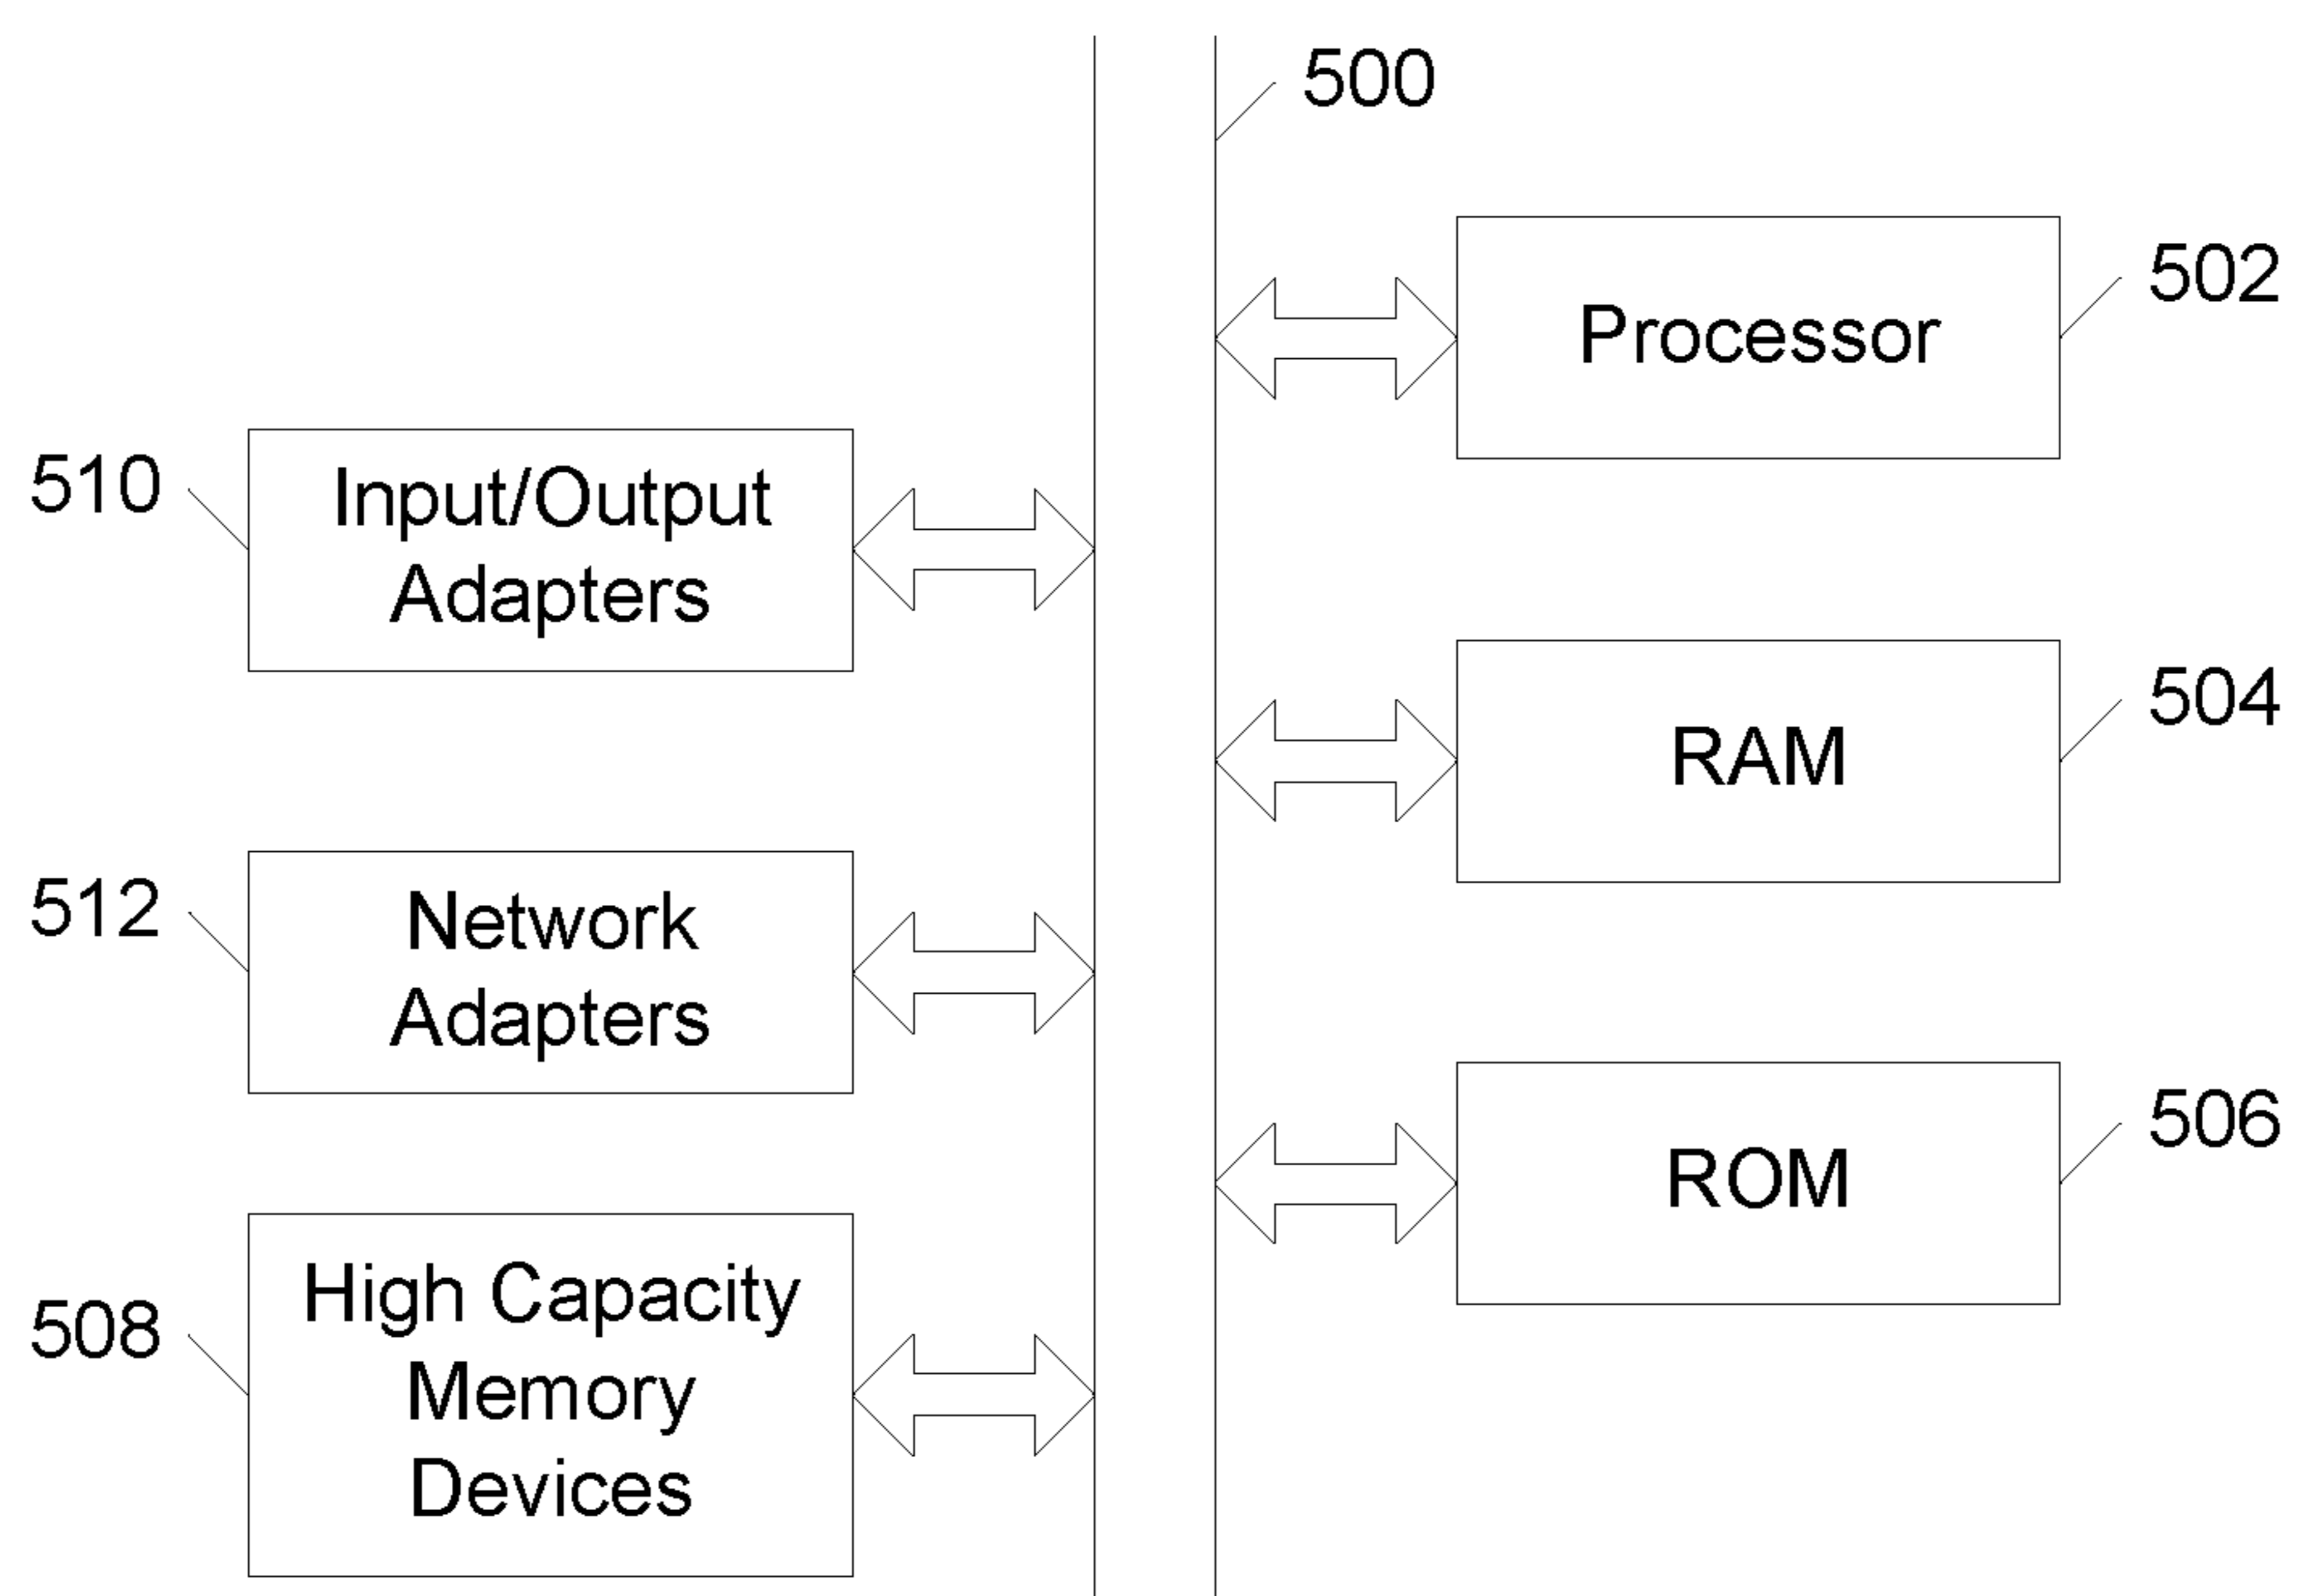 500
502
Processor
510
Input/Output
Adapters
504
RAM
512
Network
Adapters
506
ROM
508
High Capacity
Memory
Devices